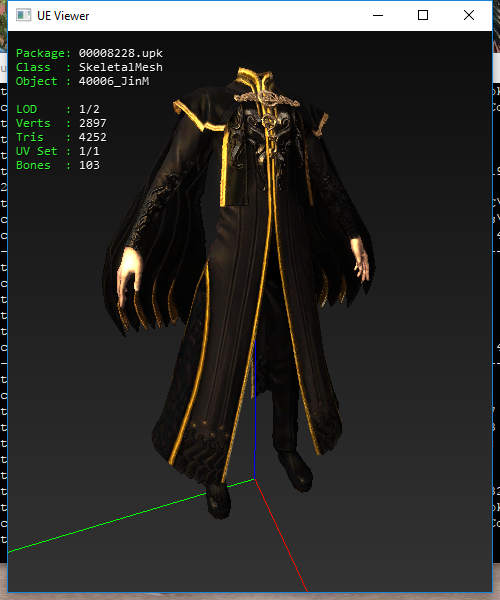 UE Viewer
Package: 00008228.upk
Class : SkeletalMesh
Object : 40006_JinM
LOD : 1/2
Verts : 2897
Tris : 4252
UV Set : 1/1
Bones : 103